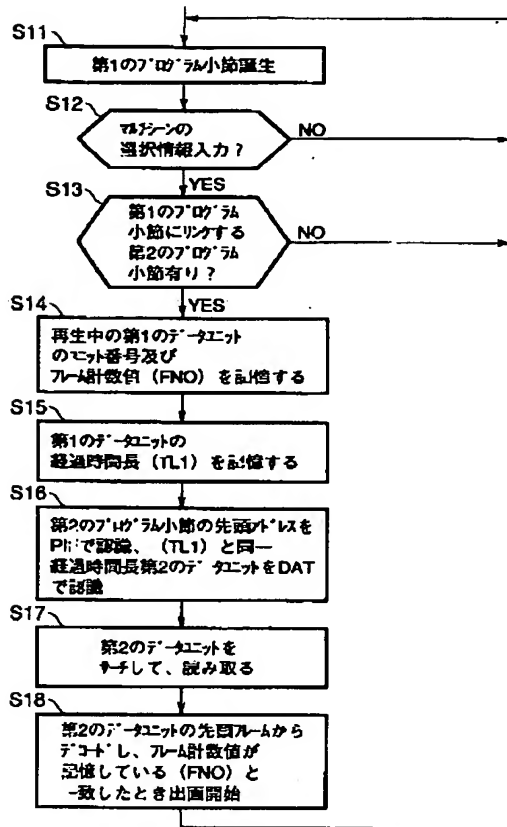 S11
第1のプログラム小節誕生
S12
マルチシーンの
選択情報入力？
NO
YES
S13
第1のプログラム
小節にリンクする
第2のプログラム
小節有り？
NO
YES
S14
再生中の第1のデータユニット
のユニット番号及び
フレーム計数値（FNO）を記憶する
S15
第1のデータユニットの
経過時間長（TL1）を記憶する
S16
第2のプログラム小節の先頭アドレスを
で認識、（TL1）と同一
経過時間長第2のデータユニットをDAT
で認識
S17
第2のデータユニットを
サーチして、読み取る
S18
第2のデータユニットの先頭フレームから
デコードし、フレーム計数値が
記憶している（FNO）と
一致したとき出画開始